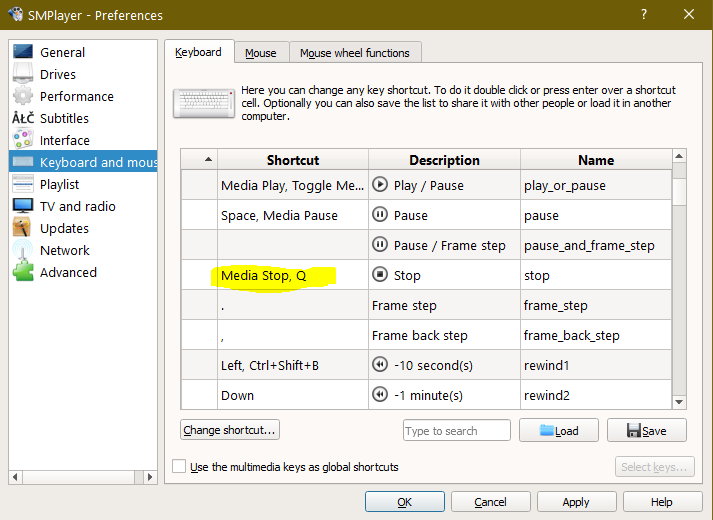 SMPlayer - Preferences
General
Drives
Performance
Subtitles
Interface
Keyboard and mous
Playlist
TV and radio
Updates
Network
Advanced
Keyboard Mouse Mouse wheel functions
Here you can change any key shortcut. To do it double click or press enter over a shortcut
cell. Optionally you can also save the list to share it with other people or load it in another
computer.
Shortcut Description Name
Media Play, Toggle Me... Play / Pause play_or_pause
Space, Media Pause Pause pause
Pause / Frame step pause_and_frame_step
Media Stop, Q Stop stop
. Frame step frame_step
, Frame back step frame_back_step
Left, Ctrl+Shift+B -10 second(s) rewind1
Down -1 minute(s) rewind2
Change shortcut... Type to search Load Save
Use the multimedia keys as global shortcuts Select keys...
OK Cancel Apply Help